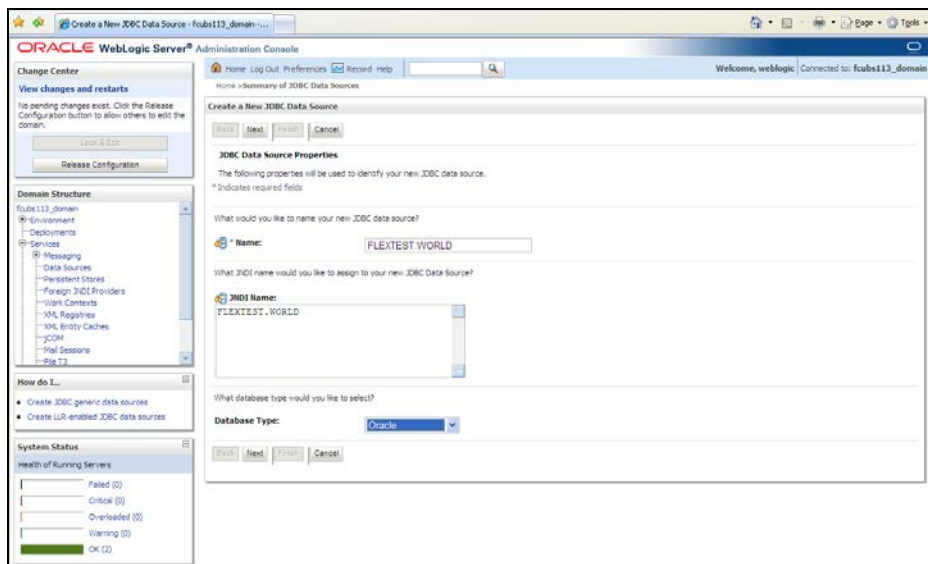 Create a New JDBC Data Source - fcubs113_domain -...
Page
Tools
ORACLE WebLogic Server® Administration Console
Change Center
View changes and restarts
No pending changes exist. Click the Release
Configuration button to allow others to edit the
domain.
Lock & Edit
Release Configuration
Domain Structure
fcubs113_domain
Environment
Deployments
Services
Messaging
Data Sources
Persistent Stores
Foreign JNDI Providers
Work Contexts
XML Registries
XML Entity Caches
jCOM
Mail Sessions
File T3
How do I...
Create JDBC generic data sources
Create LLR-enabled JDBC data sources
System Status
Health of Running Servers
Failed (0)
Critical (0)
Overloaded (0)
Warning (0)
OK (2)
Home Log Out Preferences Record Help
Welcome, weblogic Connected to: fcubs113_domain
Home >Summary of JDBC Data Sources
Create a New JDBC Data Source
Back Next Finish Cancel
JDBC Data Source Properties
The following properties will be used to identify your new JDBC data source.
* Indicates required fields
What would you like to name your new JDBC data source?
* Name: FLEXTEST.WORLD
What JNDI name would you like to assign to your new JDBC Data Source?
JNDI Name:
FLEXTEST.WORLD
What database type would you like to select?
Database Type: Oracle
Back Next Finish Cancel